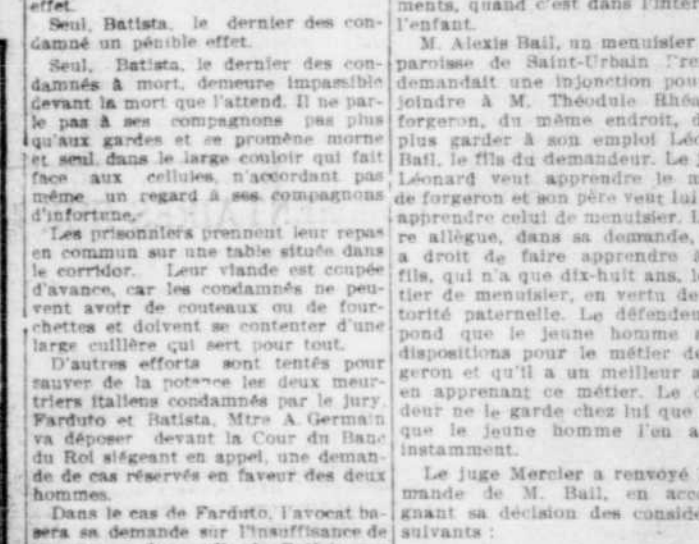 effet.
Seul, Batista, le dernier des con-
damné un pénible effet.
Seul, Batista, le dernier des con-
damnés à mort, demeure impassible
devant la mort que l'attend. Il ne par-
le pas à ses compagnons pas plus
qu'aux gardes et se promène morne
et seul dans le large couloir qui fait
face aux cellules, n'accordant pas
même un regard à ses compagnons
d'infortune.
Les prisonniers prennent leur repas
en commun sur une table située dans
le corridor. Leur viande est coupée
d'avance, car les condamnés ne peu-
vent avoir de couteaux ou de four-
chettes et doivent se contenter d'une
large cuillère qui sert pour tout.
D'autres efforts sont tentés pour
sauver de la potence les deux meur-
triers italiens condamnés par le jury,
Farduto et Batista, Mtre A. Germain
va déposer devant la Cour du Banc
du Roi siégeant en appel, une deman-
de de cas réservés en faveur des deux
hommes.
Dans le cas de Farduto, l'avocat ba-
sera sa demande sur l'insuffisance de
ments, quand c'est dans l'intér
l'enfant.
M. Alexis Bail, un menuisier
paroisse de Saint-Urbain
demandait une injonction pou
joindre à M. Théodule Rhé
forgeron, du même endroit, d
plus garder à son emploi Léo
Bail, le fils du demandeur. Le
Léonard veut apprendre le m
de forgeron et son père veut lui
apprendre celui de menuisier. L
re allègue, dans sa demande,
a droit de faire apprendre à
fils, qui n'a que dix-huit ans, le
tier de menuisier, en vertu de
torité paternelle. Le défendeu
pond que le jeune homme a
dispositions pour le métier de
geron et qu'il a un meilleur a
en apprenant ce métier. Le d
deur ne le garde chez lui que
que le jeune homme l'en a
instamment.
Le juge Mercier a renvoyé
mande de M. Bail, en acc
gnant sa décision des consid
suivants :